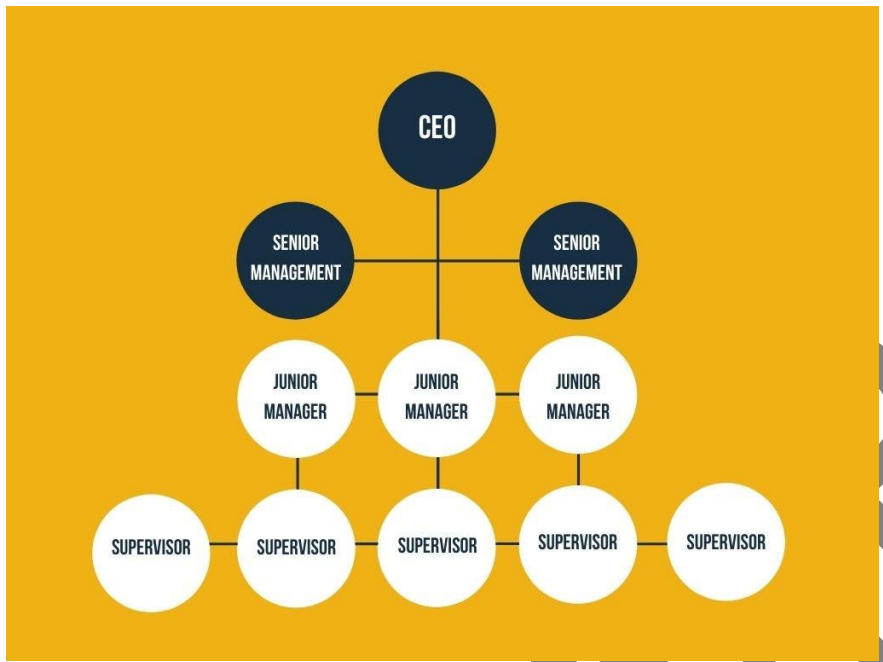 CEO
SENIOR
MANAGEMENT
SENIOR
MANAGEMENT
JUNIOR
MANAGER
JUNIOR
MANAGER
JUNIOR
MANAGER
SUPERVISOR
SUPERVISOR
SUPERVISOR
SUPERVISOR
SUPERVISOR